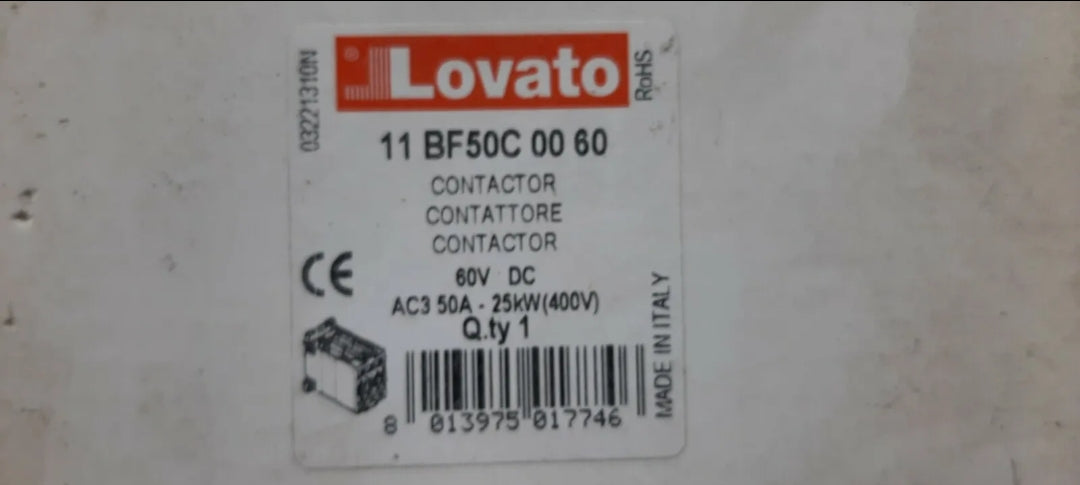 Lovato
RoHS
03221310N
11 BF50C 00 60
CONTACTOR
CONTATTORE
CONTACTOR
CE
60V DC
AC3 50A - 25kW(400V)
Q.ty 1
MADE IN ITALY
8 013975 017746